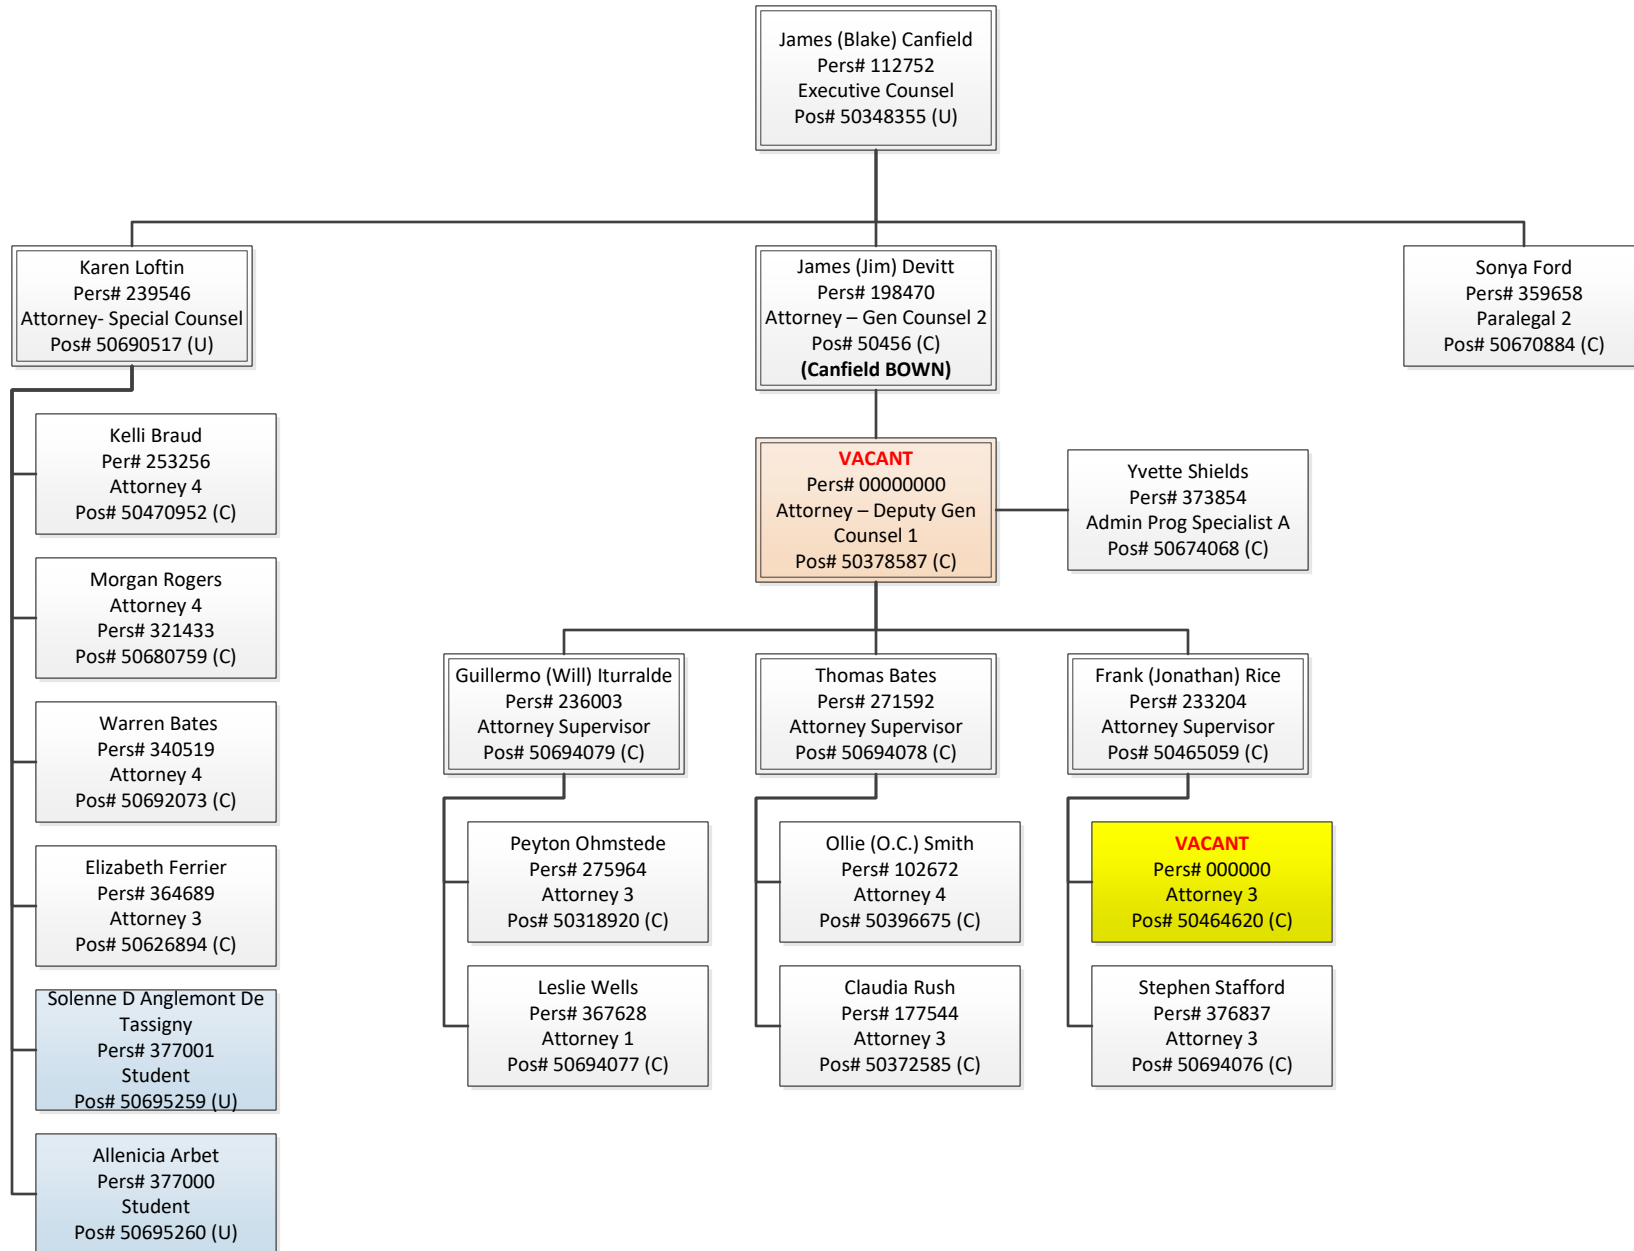 James (Blake) Canfield
Pers# 112752
Executive Counsel
Pos# 50348355 (U)
Karen Loftin
Pers# 239546
Attorney- Special Counsel
Pos# 50690517 (U)
James (Jim) Devitt
Pers# 198470
Attorney – Gen Counsel 2
Pos# 50456 (C)
(Canfield BOWN)
Sonya Ford
Pers# 359658
Paralegal 2
Pos# 50670884 (C)
Kelli Braud
Per# 253256
Attorney 4
Pos# 50470952 (C)
Morgan Rogers
Attorney 4
Pers# 321433
Pos# 50680759 (C)
Warren Bates
Pers# 340519
Attorney 4
Pos# 50692073 (C)
Elizabeth Ferrier
Pers# 364689
Attorney 3
Pos# 50626894 (C)
Solenne D Anglemont De
Tassigny
Pers# 377001
Student
Pos# 50695259 (U)
Allenicia Arbet
Pers# 377000
Student
Pos# 50695260 (U)
VACANT
Pers# 00000000
Attorney – Deputy Gen
Counsel 1
Pos# 50378587 (C)
Yvette Shields
Pers# 373854
Admin Prog Specialist A
Pos# 50674068 (C)
Guillermo (Will) Iturralde
Pers# 236003
Attorney Supervisor
Pos# 50694079 (C)
Peyton Ohmstede
Pers# 275964
Attorney 3
Pos# 50318920 (C)
Leslie Wells
Pers# 367628
Attorney 1
Pos# 50694077 (C)
Thomas Bates
Pers# 271592
Attorney Supervisor
Pos# 50694078 (C)
Ollie (O.C.) Smith
Pers# 102672
Attorney 4
Pos# 50396675 (C)
Claudia Rush
Pers# 177544
Attorney 3
Pos# 50372585 (C)
Frank (Jonathan) Rice
Pers# 233204
Attorney Supervisor
Pos# 50465059 (C)
VACANT
Pers# 000000
Attorney 3
Pos# 50464620 (C)
Stephen Stafford
Pers# 376837
Attorney 3
Pos# 50694076 (C)